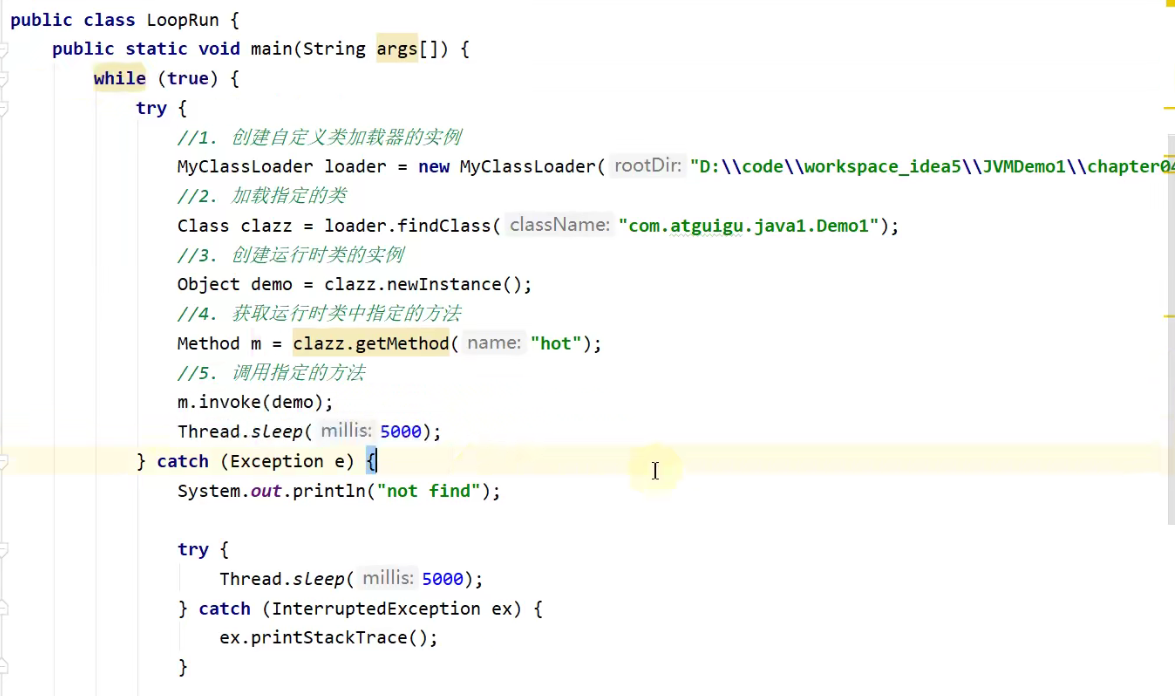 public class LoopRun {
public static void main(String args[]) {
while (true) {
try {
//1. 创建自定义类加载器的实例
MyClassLoader loader = new MyClassLoader( rootDir: "D:\\code\\workspace_idea5\\JVMDemo1\\chapter04
//2. 加载指定的类
Class clazz = loader.findClass( className: "com.atguigu.java1.Demo1");
//3. 创建运行时类的实例
Object demo = clazz.newInstance();
//4. 获取运行时类中指定的方法
Method m = clazz.getMethod( name: "hot");
//5. 调用指定的方法
m.invoke(demo);
Thread.sleep( millis: 5000);
} catch (Exception e) {
System.out.println("not find");
try {
Thread.sleep( millis: 5000);
} catch (InterruptedException ex) {
ex.printStackTrace();
}